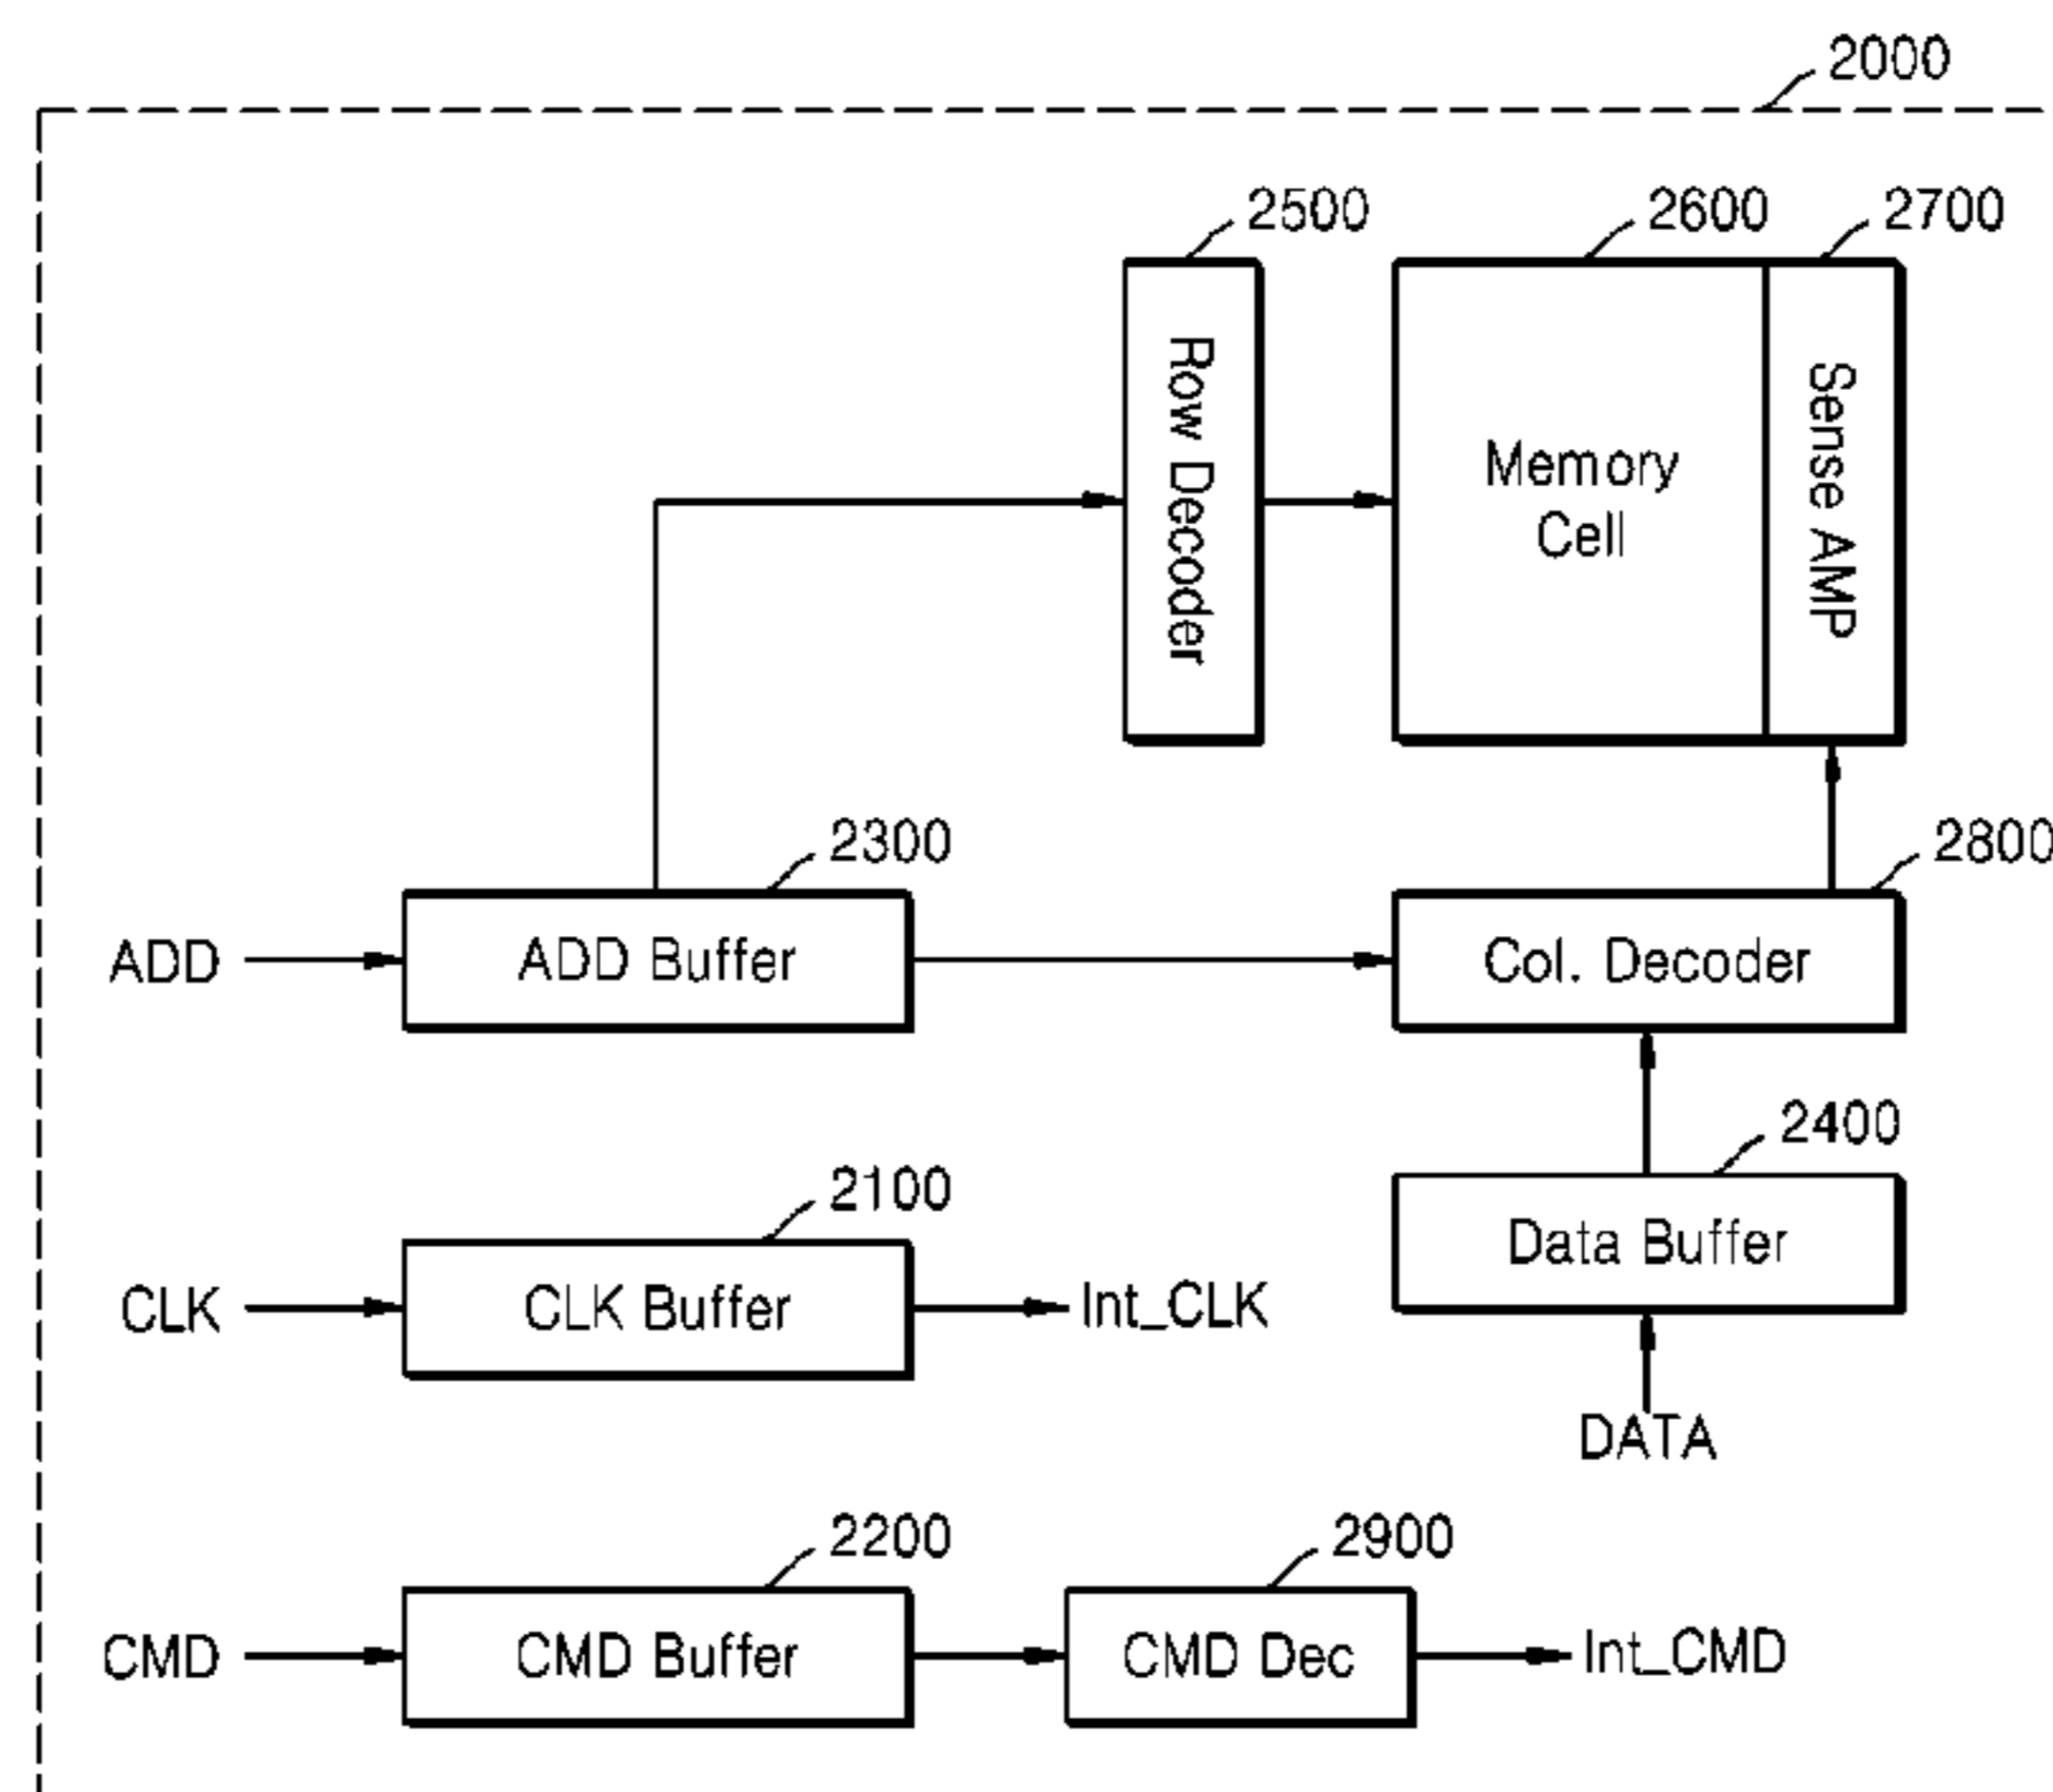 2000
2500
2600
2700
Row Decoder
Memory
Cell
Sense AMP
2300
2800
ADD
ADD Buffer
Col. Decoder
2400
2100
Data Buffer
CLK
CLK Buffer
Int_CLK
DATA
2200
2900
CMD
CMD Buffer
CMD Dec
Int_CMD